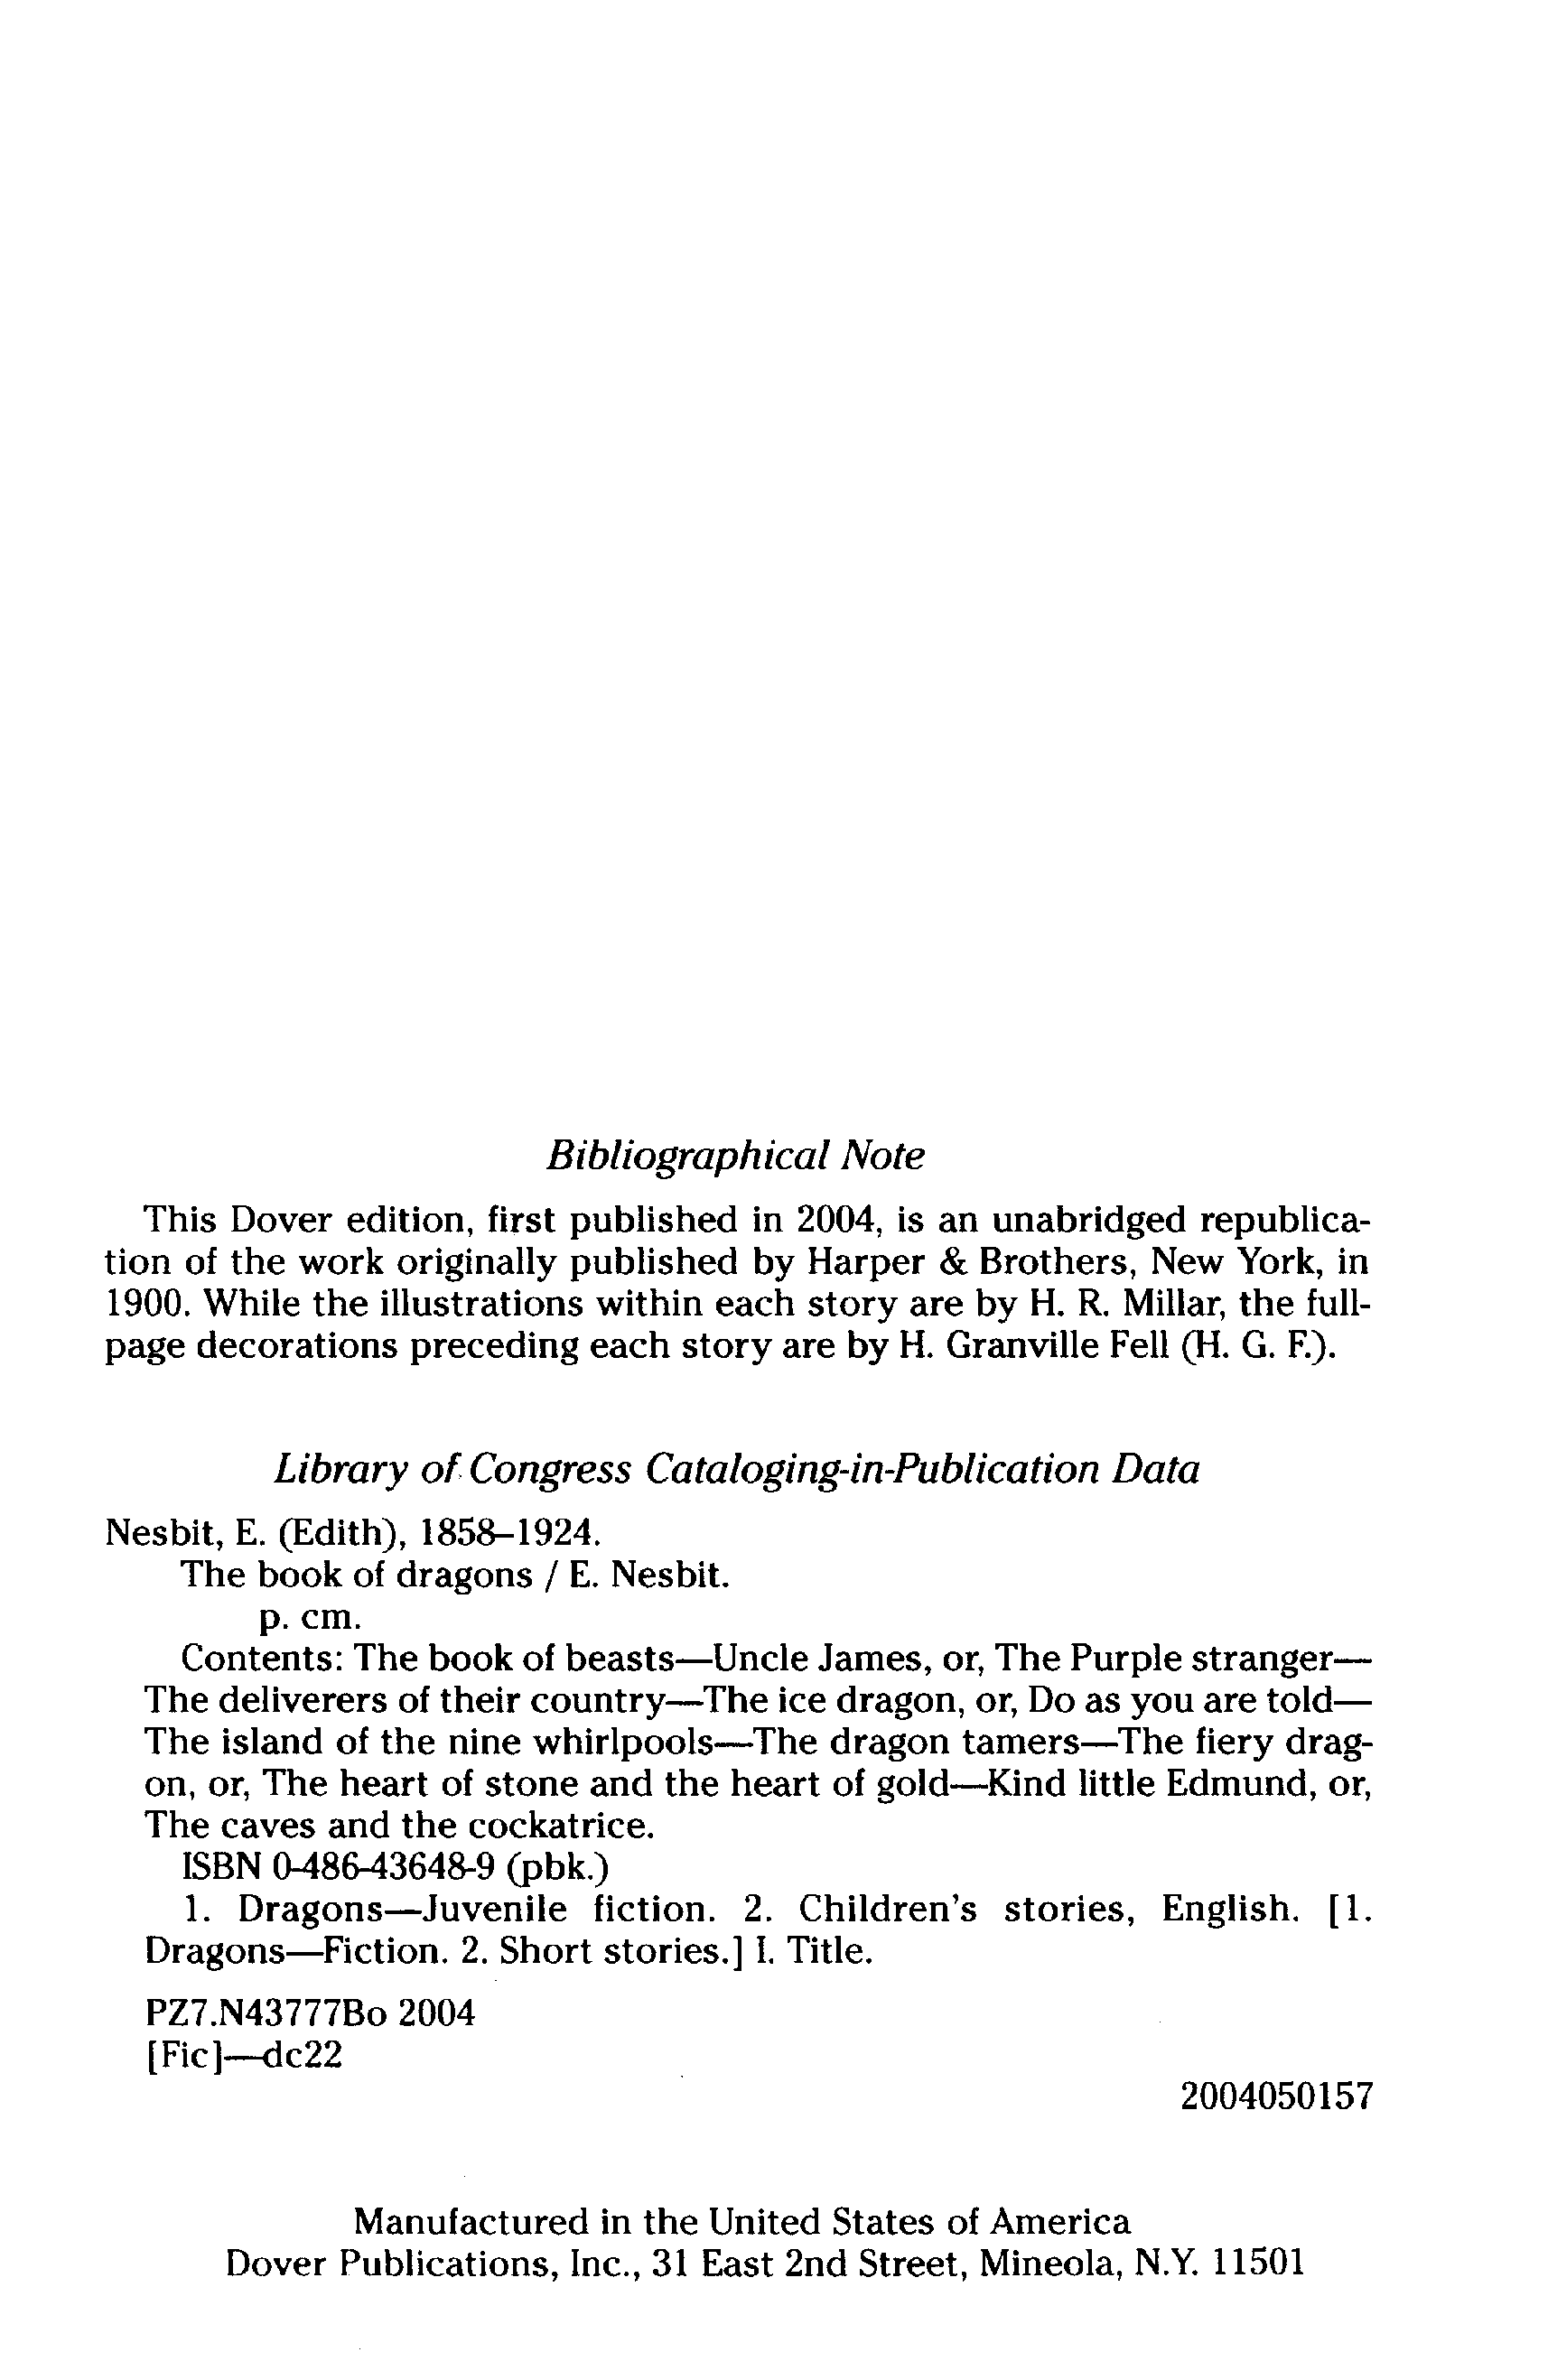 Bibliographical Note
This Dover edition, first published in 2004, is an unabridged republica-
tion of the work originally published by Harper & Brothers, New York, in
1900. While the illustrations within each story are by H. R. Millar, the full-
page decorations preceding each story are by H. Granville Fell (H. G. F.).
Library of Congress Cataloging-in-Publication Data
Nesbit, E. (Edith), 1858–1924.
The book of dragons / E. Nesbit.
p. cm.
Contents: The book of beasts—Uncle James, or, The Purple stranger—
The deliverers of their country—The ice dragon, or, Do as you are told—
The island of the nine whirlpools—The dragon tamers—The fiery drag-
on, or, The heart of stone and the heart of gold—Kind little Edmund, or,
The caves and the cockatrice.
ISBN 0-486-43648-9 (pbk.)
1. Dragons—Juvenile fiction. 2. Children's stories, English. [1.
Dragons—Fiction. 2. Short stories.] I. Title.
PZ7.N43777Bo 2004
[Fic]—dc22
2004050157
Manufactured in the United States of America
Dover Publications, Inc., 31 East 2nd Street, Mineola, N.Y. 11501